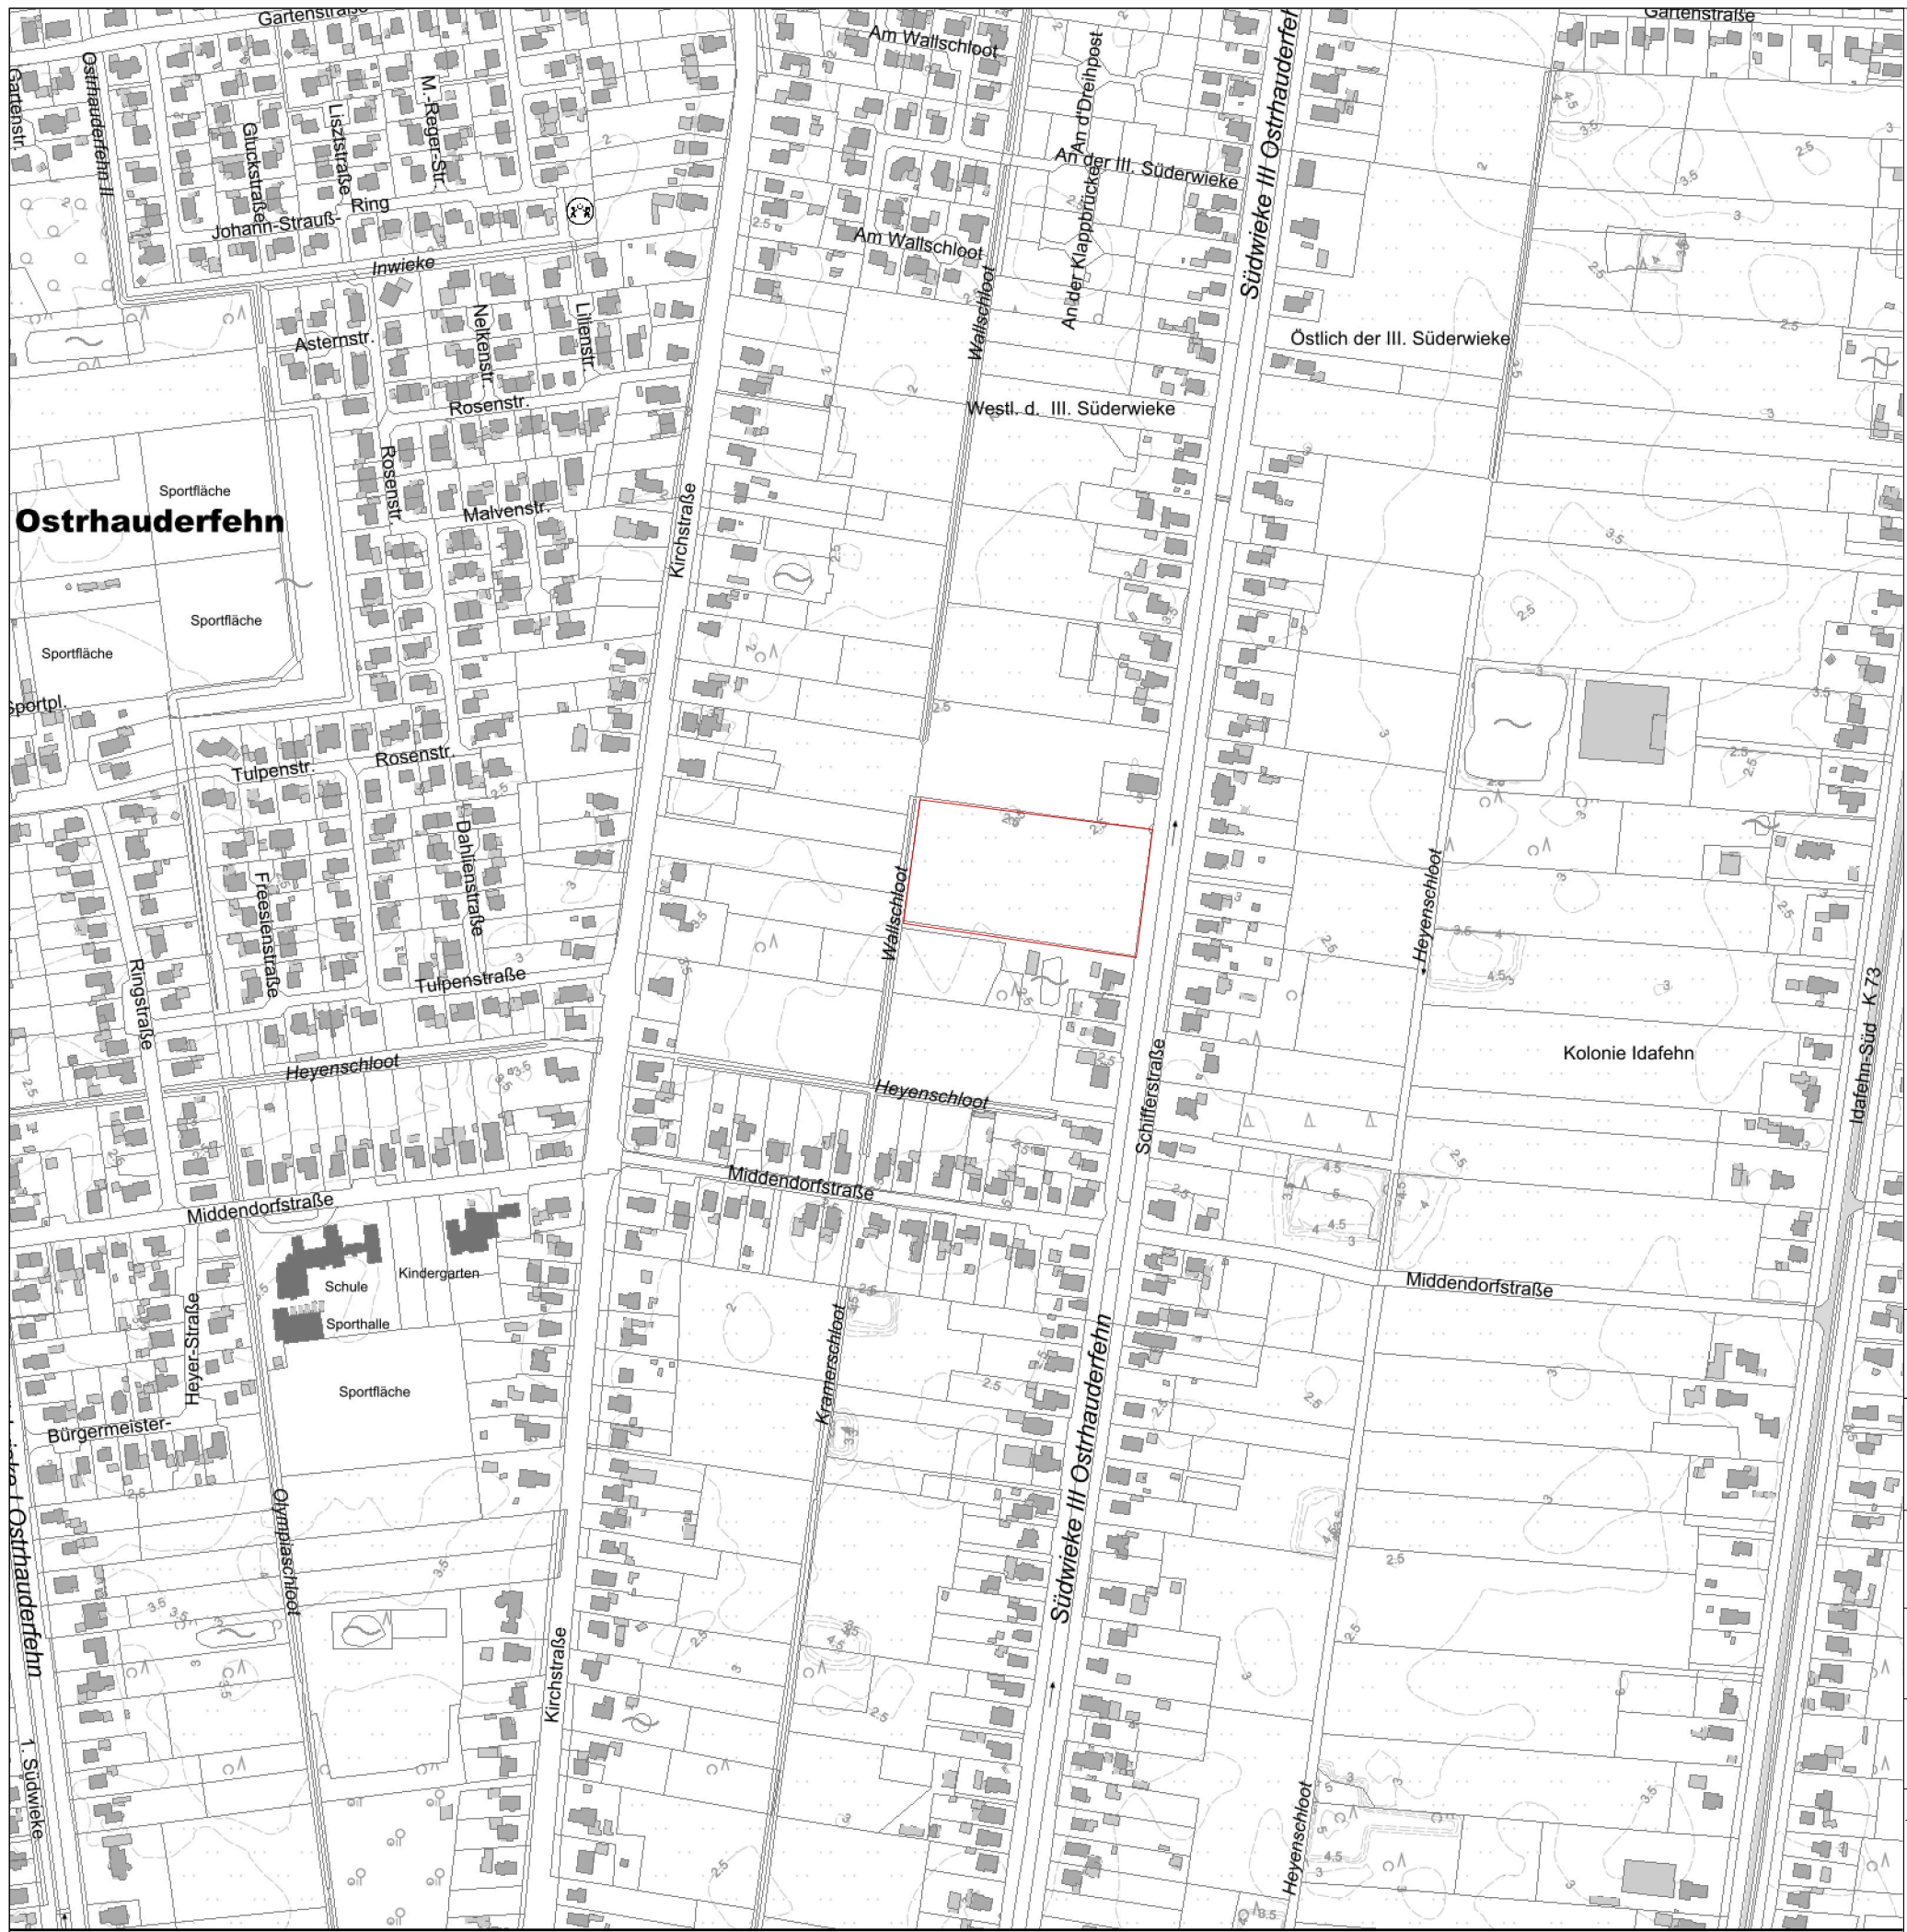 Gartenstraße
Gartenstraße
Am Wallschloot
Südwieke III Ostrhauderfeh
Gartenstr.
Ostrhauderfehn II
Gluckstraße
Lisztstraße
M.-Reger-Str.
An d'Dreihpost
An der III. Süderwieke
Johann-Strauß-
Ring
Inwieke
Am Wallschloot
Wallschloot
An der Klappbrücke
Asternstr.
Nelkenstr.
Lilienstr.
Östlich der III. Süderwieke
Rosenstr.
Westl. d. III. Süderwieke
Rosenstr.
Sportfläche
Ostrhauderfehn
Malvenstr.
Kirchstraße
Sportfläche
Sportfläche
Sportpl.
Tulpenstr.
Rosenstr.
Dahlienstraße
Freesienstraße
Wallschloot
Heyenschloot
Ringstraße
Tulpenstraße
Heyenschloot
Heyenschloot
Schifferstraße
Kolonie Idafehn
Idafehn-Süd K 73
Middendorfstraße
Middendorfstraße
Middendorfstraße
Schule
Kindergarten
Sporthalle
Heyer-Straße
Sportfläche
Bürgermeister-
Kramerschloot
Südwieke III Ostrhauderfehn
Olympiaschloot
I Ostrhauderfehn
Kirchstraße
1. Südwieke
Heyenschloot